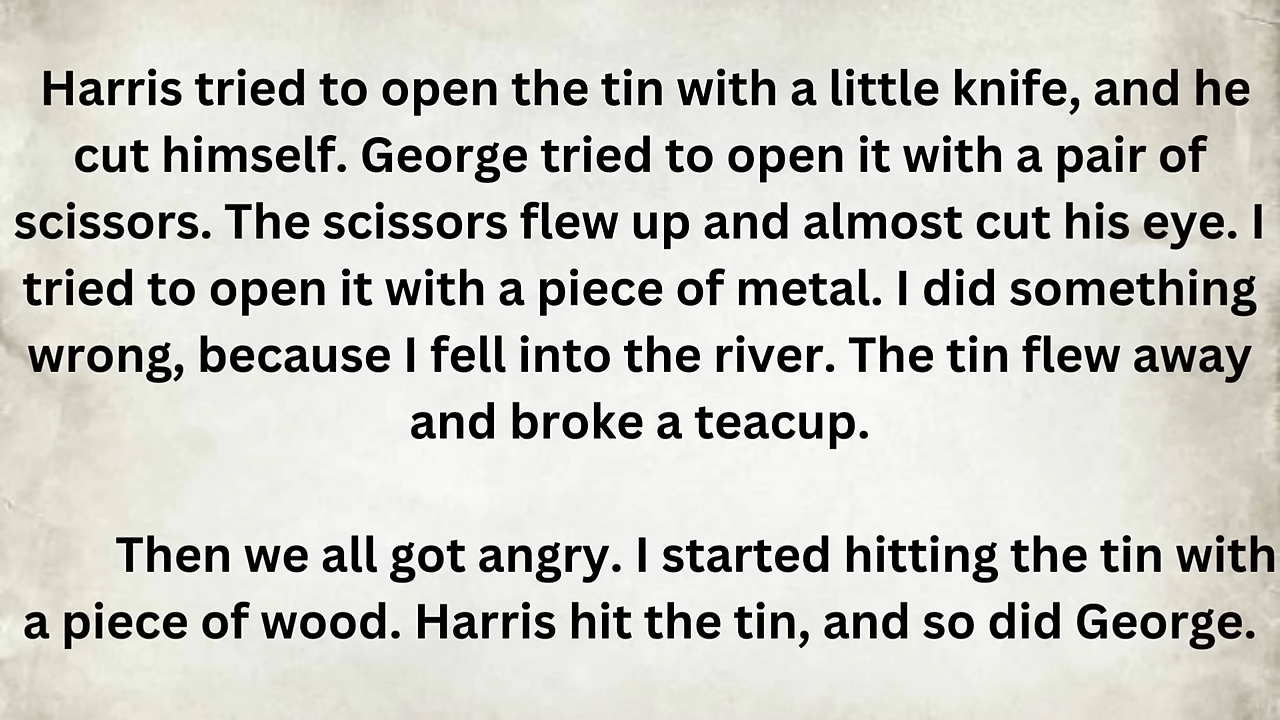 Harris tried to open the tin with a little knife, and he
cut himself. George tried to open it with a pair of
scissors. The scissors flew up and almost cut his eye. I
tried to open it with a piece of metal. I did something
wrong, because I fell into the river. The tin flew away
and broke a teacup.
Then we all got angry. I started hitting the tin with
a piece of wood. Harris hit the tin, and so did George.